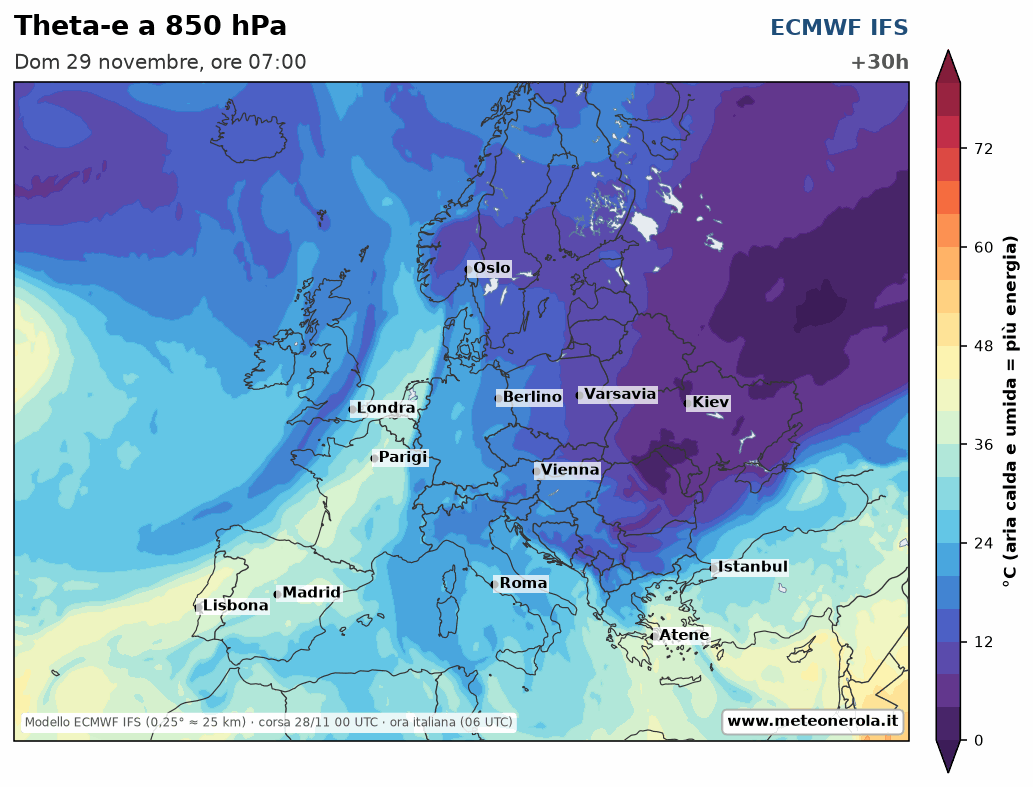 Theta-e a 850 hPa
ECMWF IFS
Dom 29 novembre, ore 07:00
+30h
72
60
48
36
24
12
0
°C (aria calda e umida = più energia)
Oslo
Londra
Berlino
Varsavia
Kiev
Parigi
Vienna
Istanbul
Roma
Madrid
Lisbona
Atene
Modello ECMWF IFS (0,25° ≈ 25 km) · corsa 28/11 00 UTC · ora italiana (06 UTC)
www.meteonerola.it